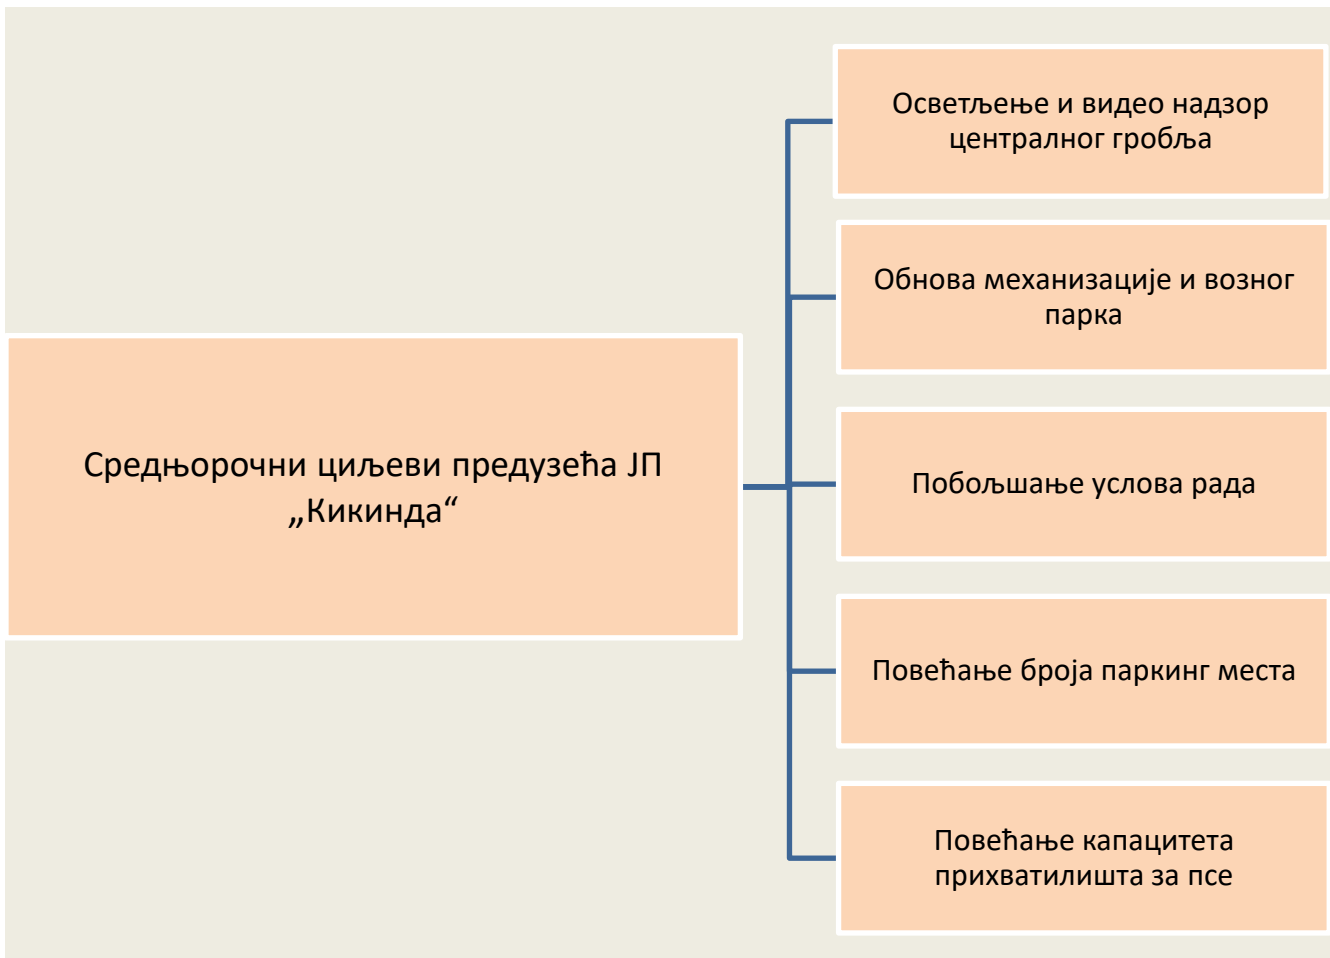 Средњорочни циљеви предузећа ЈП
„Кикинда“
Осветљење и видео надзор
централног гробља
Обнова механизације и возног
парка
Побољшање услова рада
Повећање броја паркинг места
Повећање капацитета
прихватилишта за псе